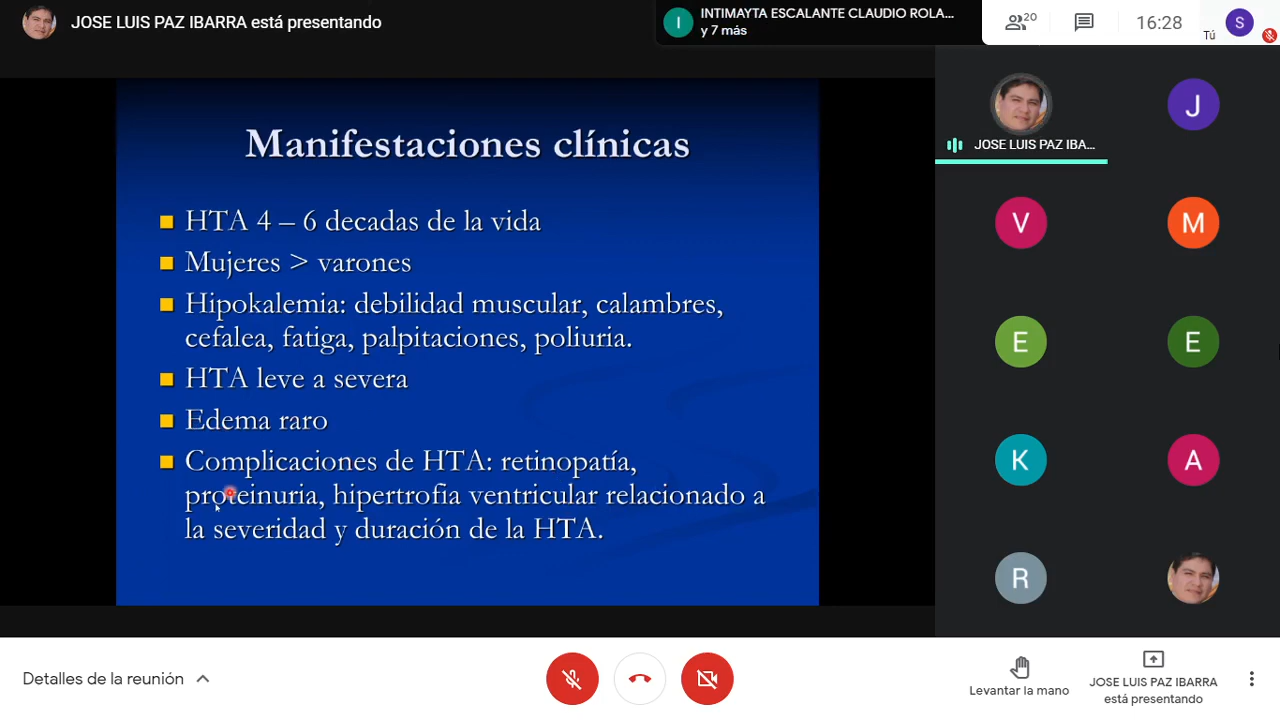 JOSE LUIS PAZ IBARRA está presentando
INTIMAYTA ESCALANTE CLAUDIO ROLA...
y 7 más
I
20
16:28
Tú
S
Manifestaciones clínicas
HTA 4 – 6 decadas de la vida
Mujeres > varones
Hipokalemia: debilidad muscular, calambres,
cefalea, fatiga, palpitaciones, poliuria.
HTA leve a severa
Edema raro
Complicaciones de HTA: retinopatía,
proteinuria, hipertrofia ventricular relacionado a
la severidad y duración de la HTA.
JOSE LUIS PAZ IBA...
J
V
M
E
E
K
A
R
Detalles de la reunión
Levantar la mano
JOSE LUIS PAZ IBARRA
está presentando